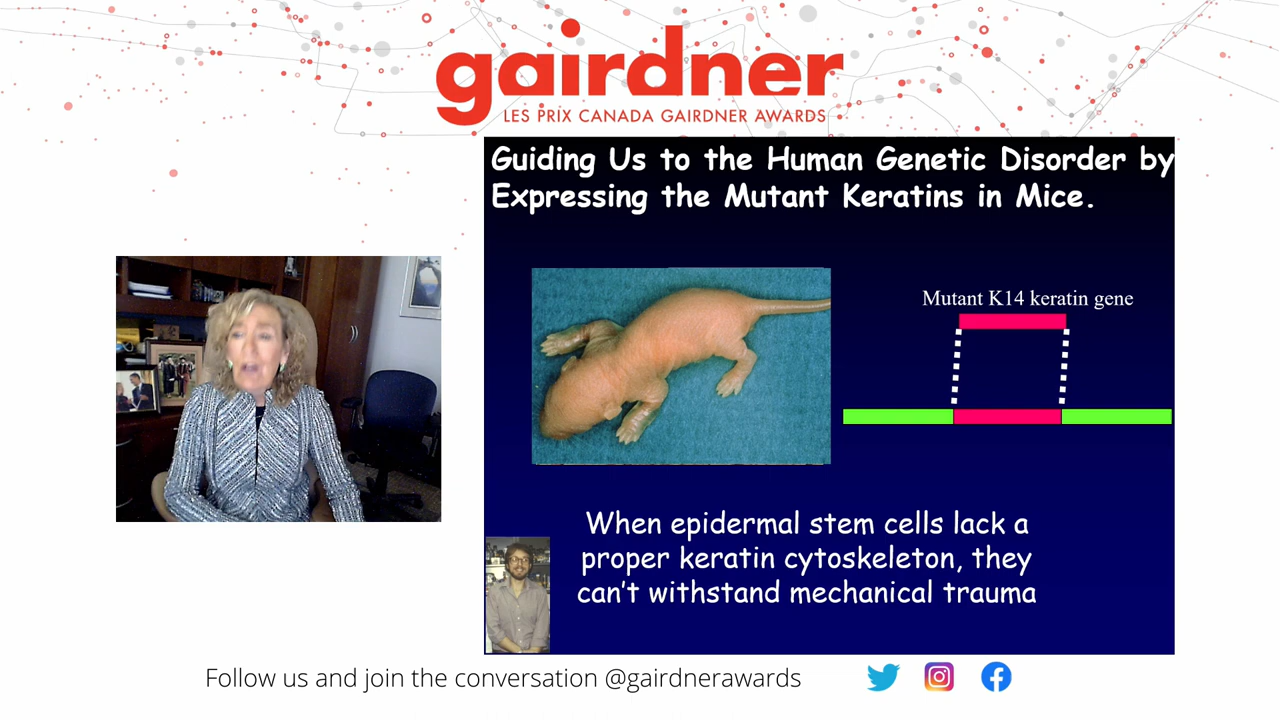 gairdner
LES PRIX CANADA GAIRDNER AWARDS
Guiding Us to the Human Genetic Disorder by
Expressing the Mutant Keratins in Mice.
Mutant K14 keratin gene
When epidermal stem cells lack a
proper keratin cytoskeleton, they
can't withstand mechanical trauma
Follow us and join the conversation @gairdnerawards